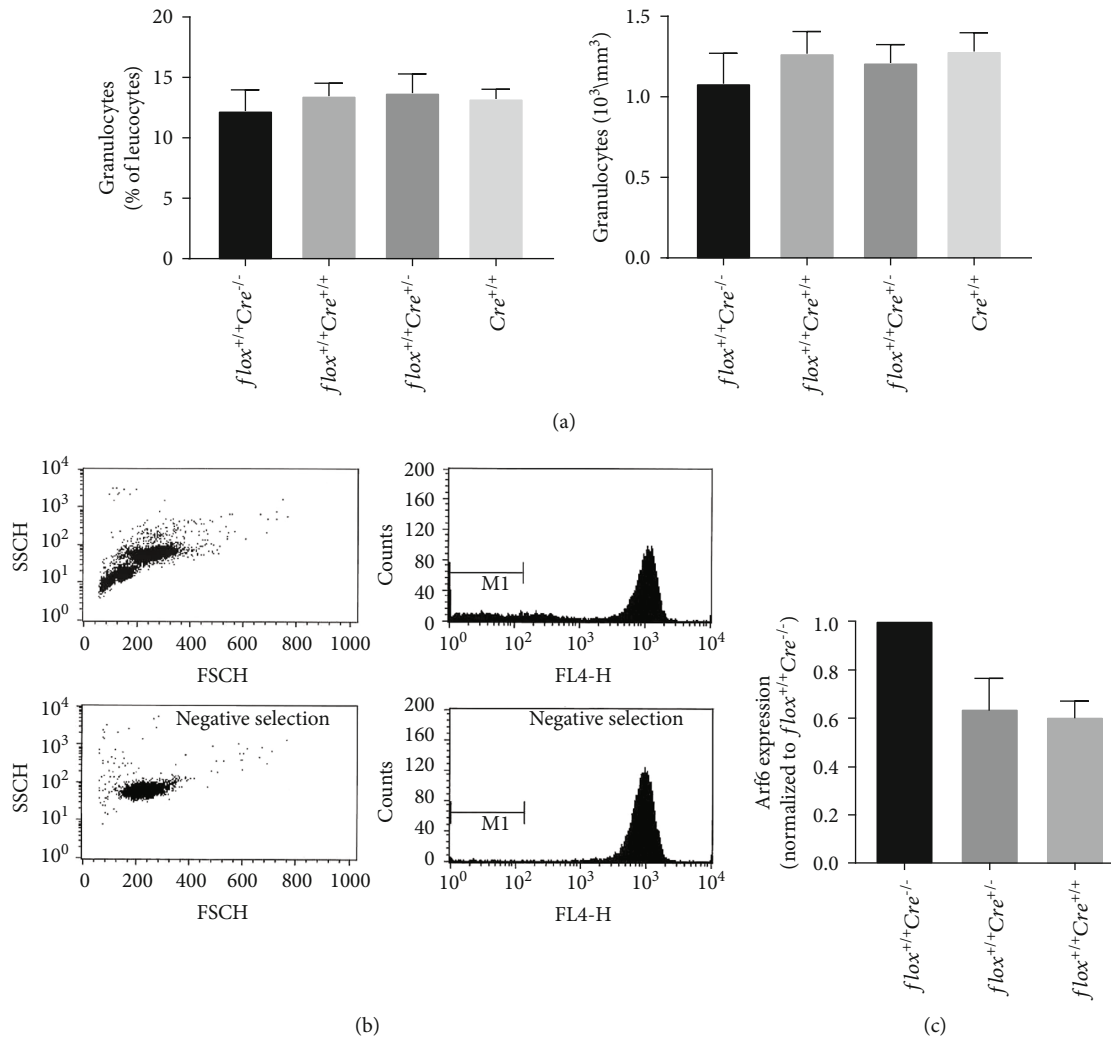 20
15
10
5
0
Granulocytes
(% of leucocytes)
flox+/+Cre-/-
flox+/+Cre+/+
flox+/+Cre+/-
Cre+/+
1.5
1.0
1.5
0.0
Granulocytes (10³\mm³)
flox+/+Cre-/-
flox+/+Cre+/+
flox+/+Cre+/-
Cre+/+
(a)
10⁴
10³
10²
10¹
10⁰
SSCH
0 200 400 600 800 1000
FSCH
200
160
120
80
40
0
Counts
M1
10⁰ 10² 10³ 10³ 10⁴
FL4-H
Negative selection
10⁴
10³
10²
10¹
10⁰
SSCH
0 200 400 600 800 1000
FSCH
Negative selection
200
160
120
80
40
0
Counts
M1
10⁰ 10² 10³ 10³ 10⁴
FL4-H
(b)
1.0
0.8
0.6
0.4
0.2
0.0
Arf6 expression
(normalized to flox+/+Cre-/-)
flox+/+Cre-/-
flox+/+Cre+/-
flox+/+Cre+/+
(c)